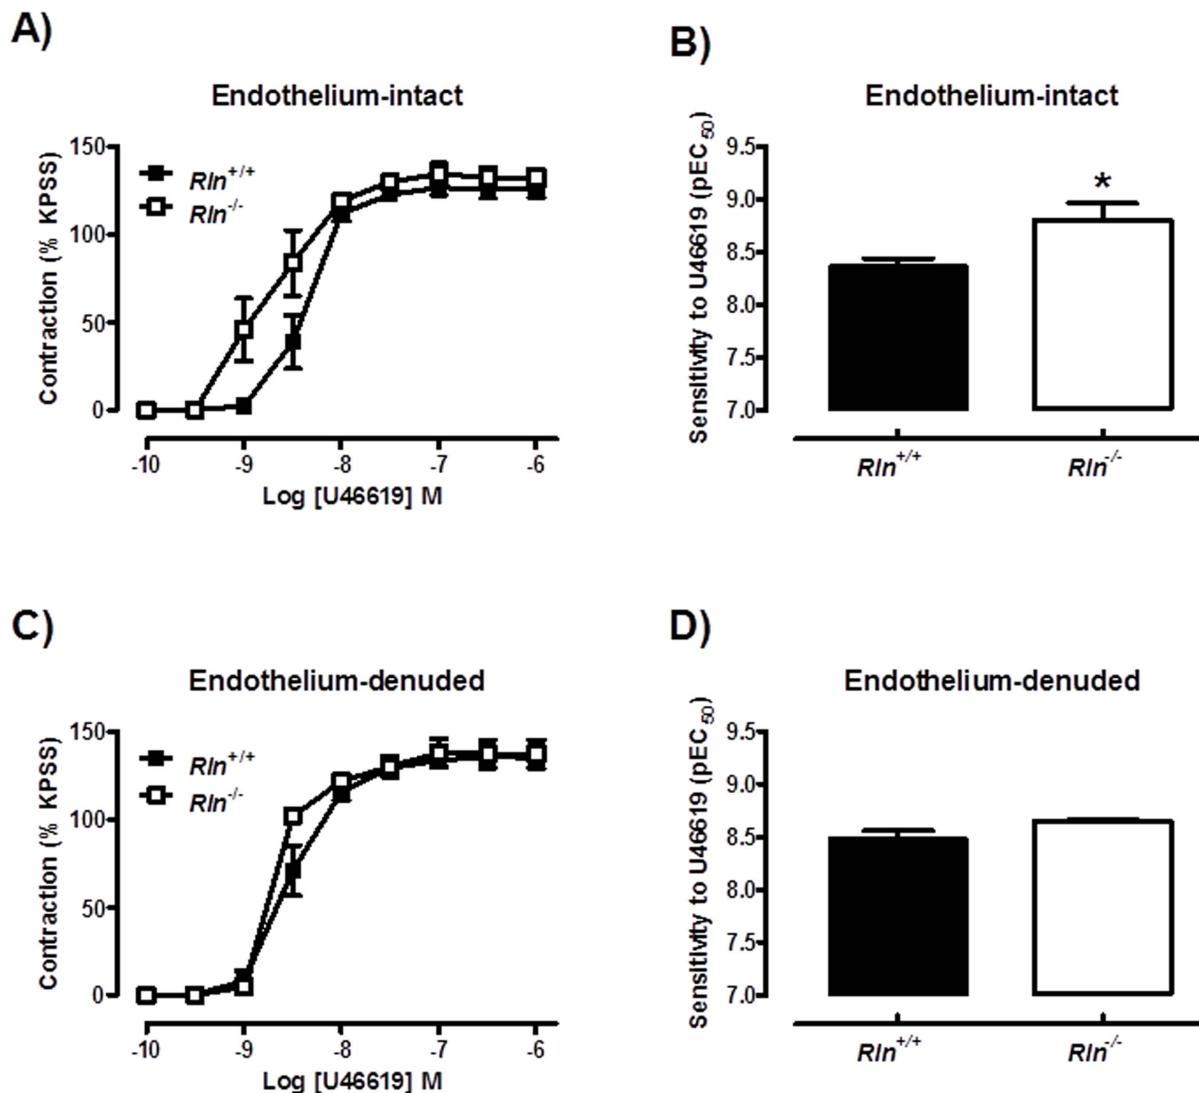 A)
Endothelium-intact
Contraction (% KPSS)
150
100
50
0
Rln+/+
Rln-/-
-10 -9 -8 -7 -6
Log [U46619] M
B)
Endothelium-intact
Sensitivity to U46619 (pEC50)
9.5
9.0
8.5
8.0
7.5
7.0
*
Rln+/+ Rln-/-
C)
Endothelium-denuded
Contraction (% KPSS)
150
100
50
0
Rln+/+
Rln-/-
-10 -9 -8 -7 -6
Log [U46619] M
D)
Endothelium-denuded
Sensitivity to U46619 (pEC50)
9.5
9.0
8.5
8.0
7.5
7.0
Rln+/+ Rln-/-